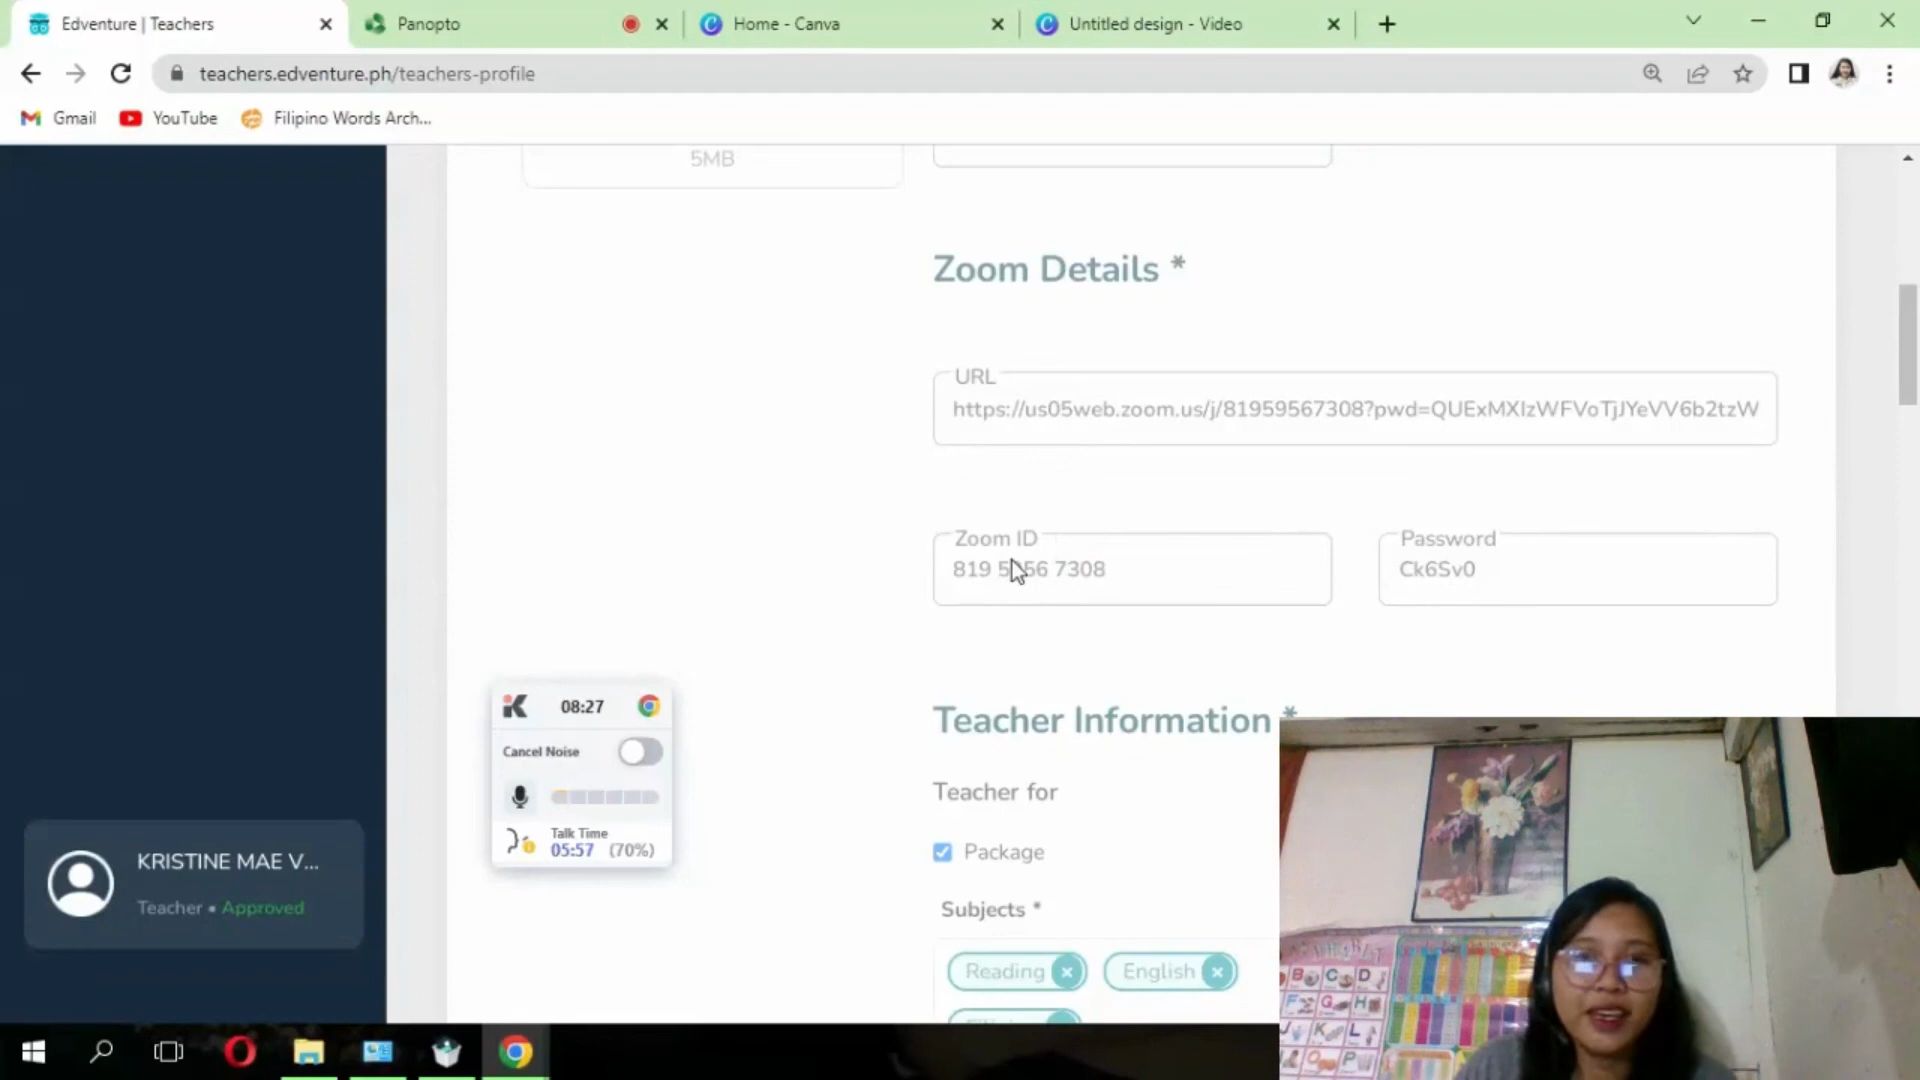 Edventure | Teachers
Panopto
Home - Canva
Untitled design - Video
teachers.edventure.ph/teachers-profile
Gmail
YouTube
Filipino Words Arch...
5MB
Zoom Details *
URL
https://us05web.zoom.us/j/81959567308?pwd=QUExMXIzWFVoTjJYeVV6b2tzW
Zoom ID
819 5956 7308
Password
Ck6Sv0
08:27
Cancel Noise
Talk Time
05:57 (70%)
Teacher Information *
Teacher for
Package
Subjects *
Reading
English
KRISTINE MAE V...
Teacher • Approved
B C D
F G H
J K L